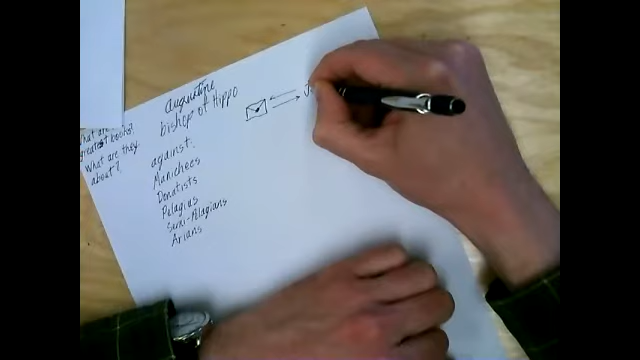 What are
greatest books?
What are they
about?
augustine
bishop of Hippo
against:
Manichees
Donatists
Pelagius
Semi-Pelagians
Arians
J